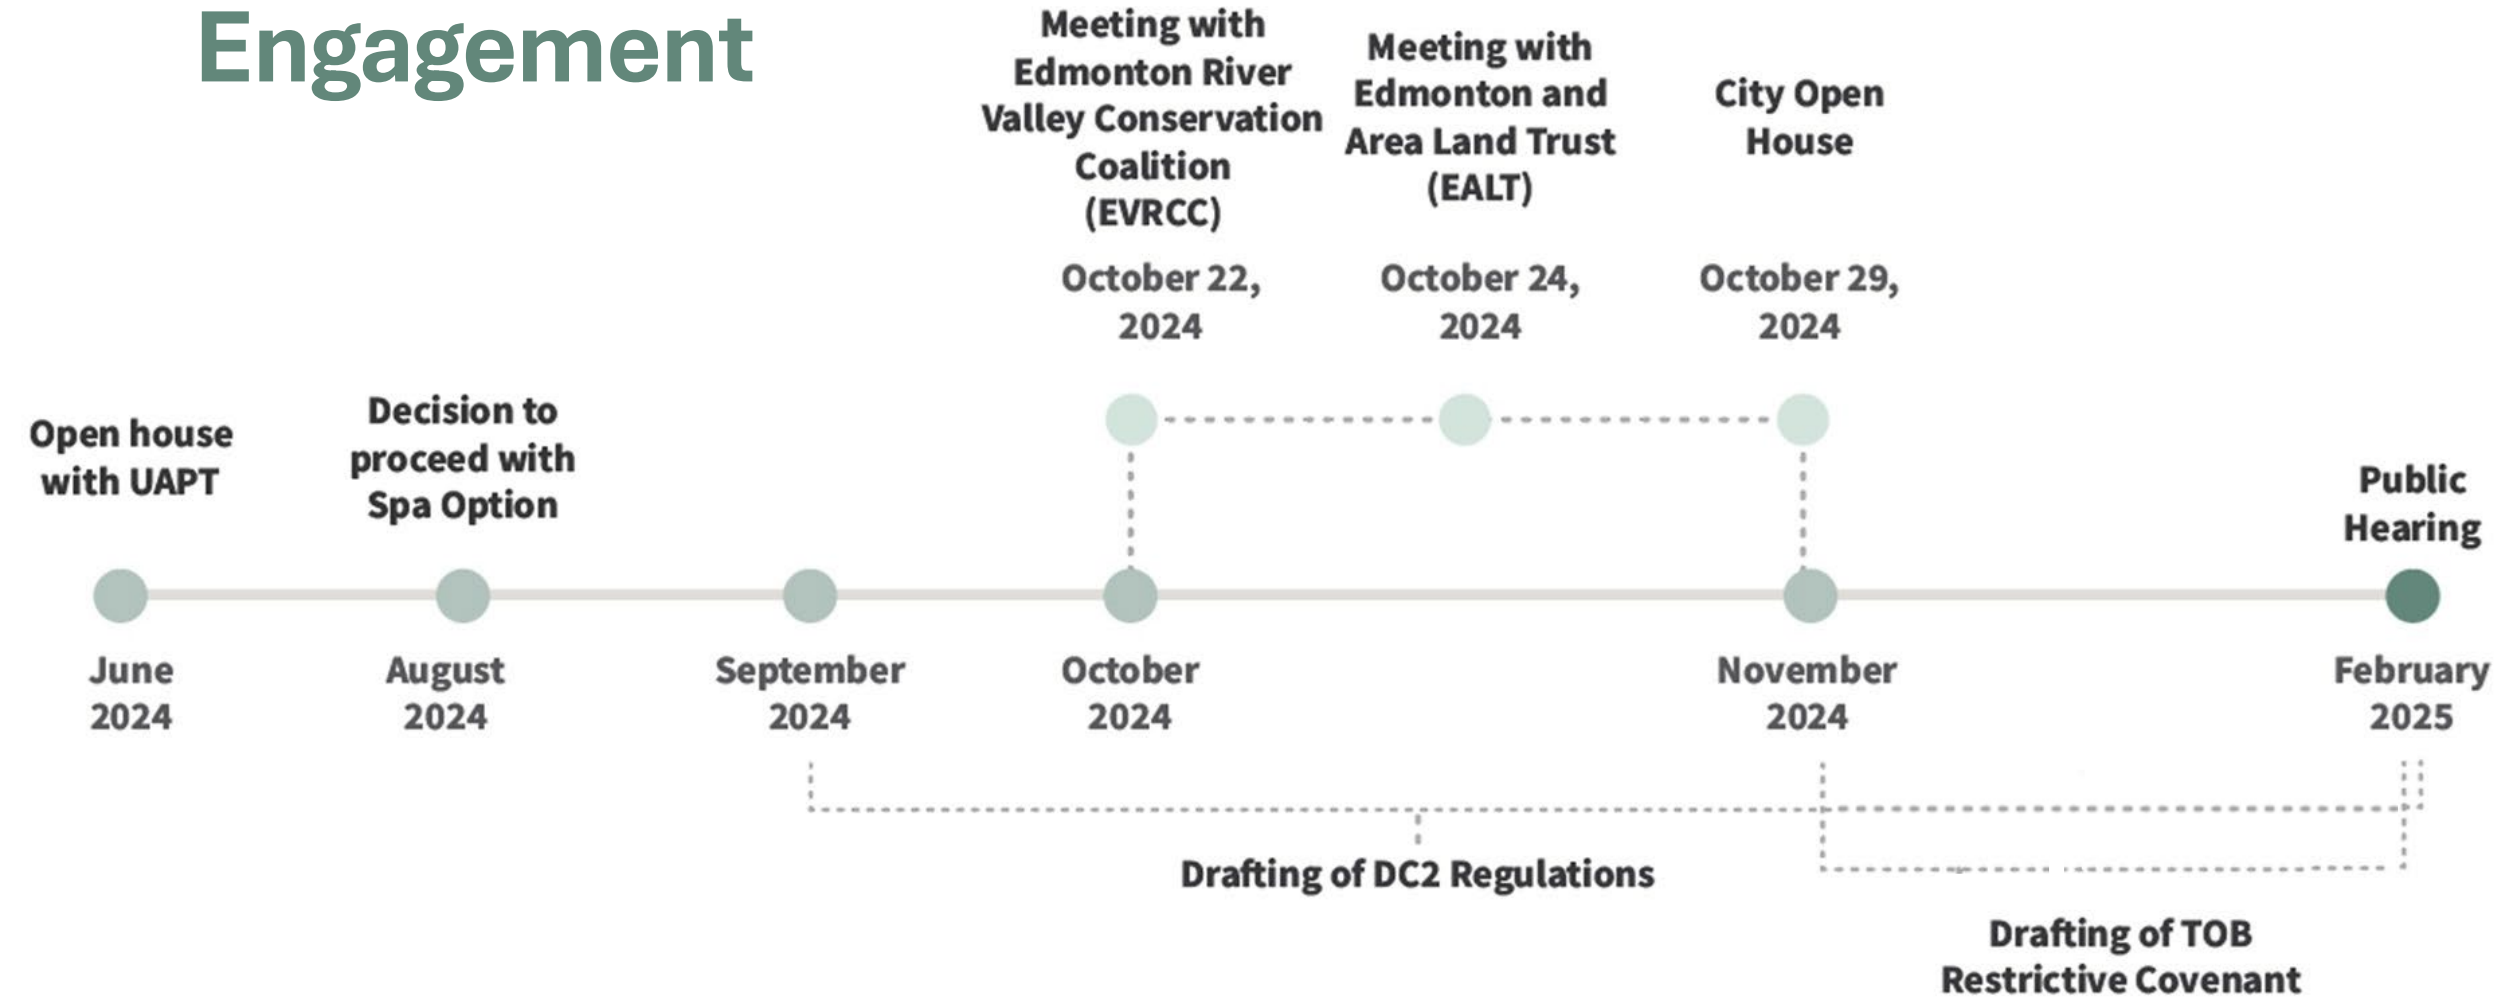 Engagement
Meeting with
Edmonton River
Valley Conservation
Coalition
(EVRCC)
October 22,
2024
Meeting with
Edmonton and
Area Land Trust
(EALT)
October 24,
2024
City Open
House
October 29,
2024
Open house
with UAPT
Decision to
proceed with
Spa Option
Public
Hearing
June
2024
August
2024
September
2024
October
2024
November
2024
February
2025
Drafting of DC2 Regulations
Drafting of TOB
Restrictive Covenant